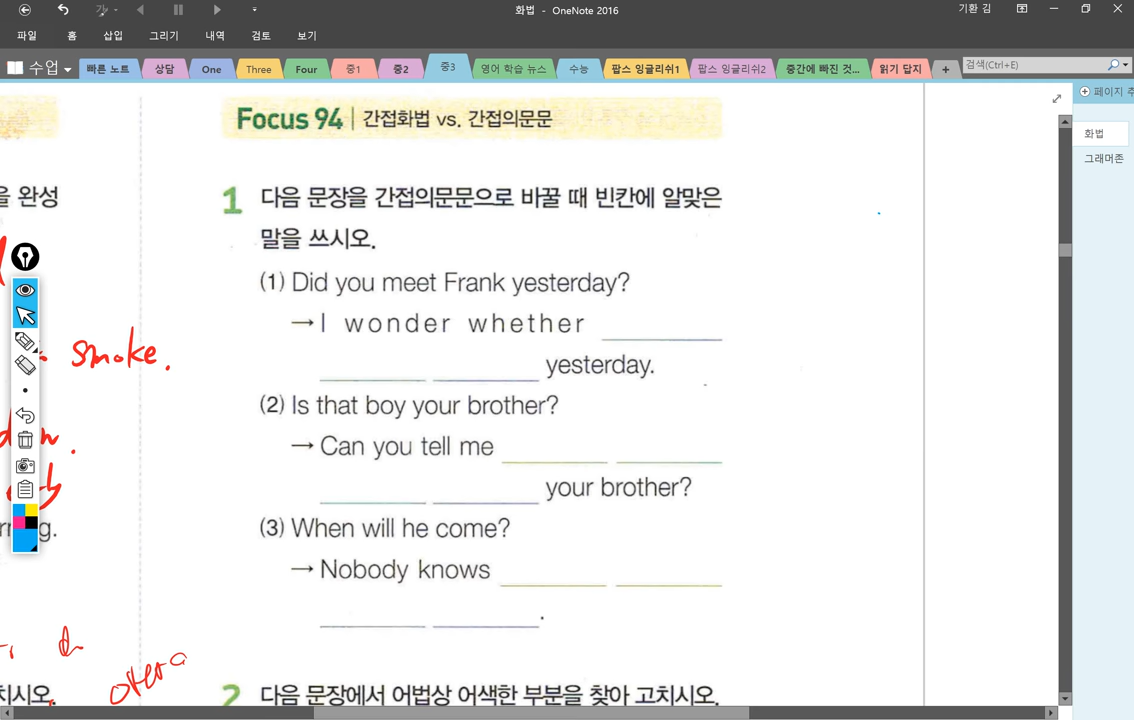 화법 - OneNote 2016
기환 김
파일 홈 삽입 그리기 내역 검토 보기
수업 빠른 노트 상담 One Three Four 중1 중2 중3 영어 학습 뉴스 수능 팝스 잉글리쉬1 팝스 잉글리쉬2 중간에 빠진 것... 읽기 답지 + 검색(Ctrl+E)
페이지 추
화법
그래머존
Focus 94 | 간접화법 vs. 간접의문문
을 완성
1 다음 문장을 간접의문문으로 바꿀 때 빈칸에 알맞은
말을 쓰시오.
(1) Did you meet Frank yesterday?
→ I wonder whether
smoke.
yesterday.
(2) Is that boy your brother?
→ Can you tell me
your brother?
(3) When will he come?
→ Nobody knows
.
2 다음 문장에서 어법상 어색한 부분을 찾아 고치시오.